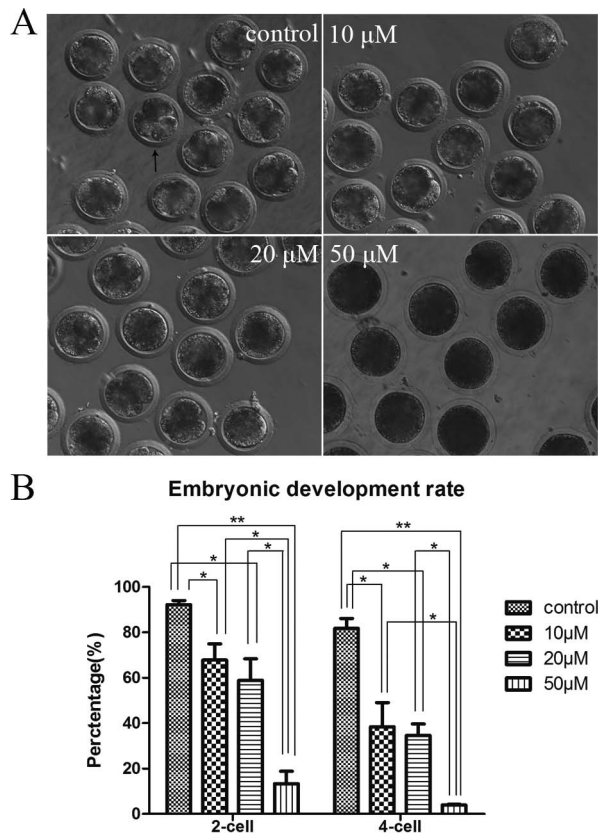 A
control
10 μM
20 μM
50 μM
B
Embryonic development rate
**
*
*
*
*
**
*
*
*
*
Perctentage(%)
100
80
60
40
20
0
2-cell
4-cell
control
10μM
20μM
50μM